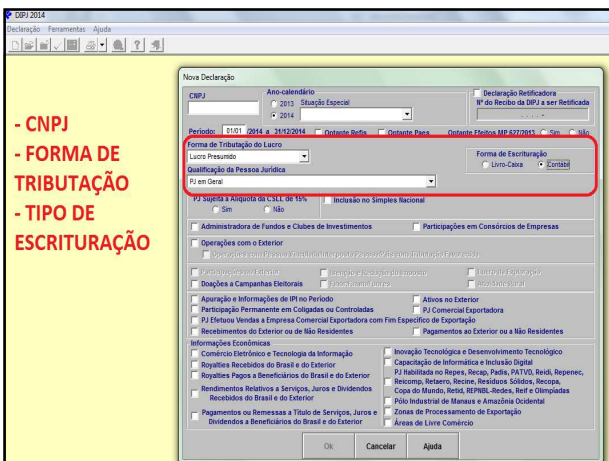 DIPJ 2014
Declaração Ferramentas Ajuda
- CNPJ
- FORMA DE
TRIBUTAÇÃO
- TIPO DE
ESCRITURAÇÃO
Nova Declaração
CNPJ
Ano-calendário
2013 Situação Especial
2014
Declaração Retificadora
Nº do Recibo da DIPJ a ser Retificada
Período: 01/01 /2014 a 31/12/2014 Optante Refis Optante Paes Optante Efeitos MP 627/2013 Sim Não
Forma de Tributação do Lucro
Lucro Presumido
Forma de Escrituração
Livro-Caixa Contábil
Qualificação da Pessoa Jurídica
PJ em Geral
PJ Sujeita à Alíquota da CSLL de 15%
Sim Não
Inclusão no Simples Nacional
Administradora de Fundos e Clubes de Investimentos
Participações em Consórcios de Empresas
Operações com o Exterior
Participações no Exterior
Doações a Campanhas Eleitorais
Atividade Rural
Apuração e Informações de IPI no Período
Ativos no Exterior
Participação Permanente em Coligadas ou Controladas
PJ Comercial Exportadora
PJ Efetuou Vendas a Empresa Comercial Exportadora com Fim Específico de Exportação
Recebimentos do Exterior ou de Não Residentes
Pagamentos ao Exterior ou a Não Residentes
Informações Econômicas
Comércio Eletrônico e Tecnologia da Informação
Royalties Recebidos do Brasil e do Exterior
Royalties Pagos a Beneficiários do Brasil e do Exterior
Rendimentos Relativos a Serviços, Juros e Dividendos
Recebidos do Brasil e do Exterior
Pagamentos ou Remessas a Título de Serviços, Juros e
Dividendos a Beneficiários do Brasil e do Exterior
Inovação Tecnológica e Desenvolvimento Tecnológico
Capacitação de Informática e Inclusão Digital
PJ Habilitada no Repes, Recap, Padis, PATVD, Reidi, Repenec,
Reicomp, Retaero, Recine, Resíduos Sólidos, Recopa,
Copa do Mundo, Retid, REPNBL-Redes, Reif e Olimpíadas
Pólo Industrial de Manaus e Amazônia Ocidental
Zonas de Processamento de Exportação
Áreas de Livre Comércio
Ok Cancelar Ajuda